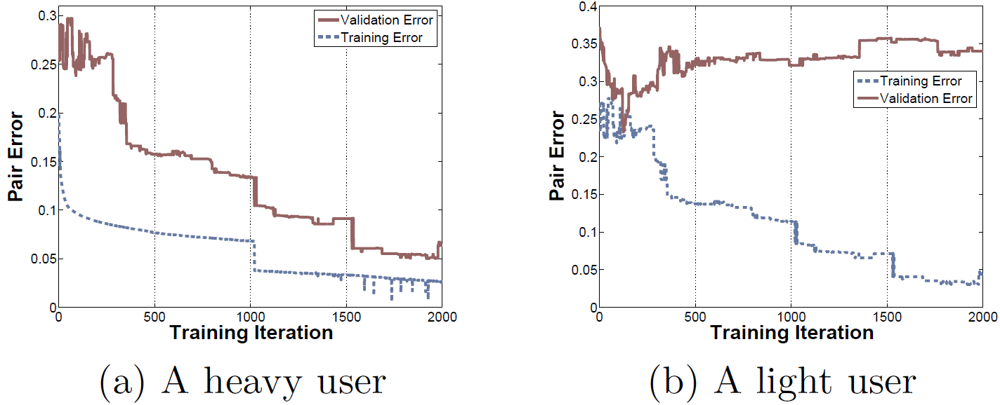 0.3
0.25
0.2
0.15
0.1
0.05
0
Pair Error
Validation Error
Training Error
0 500 1000 1500 2000
Training Iteration
(a) A heavy user
0.4
0.35
0.3
0.25
0.2
0.15
0.1
0.05
0
Pair Error
Training Error
Validation Error
0 500 1000 1500 2000
Training Iteration
(b) A light user